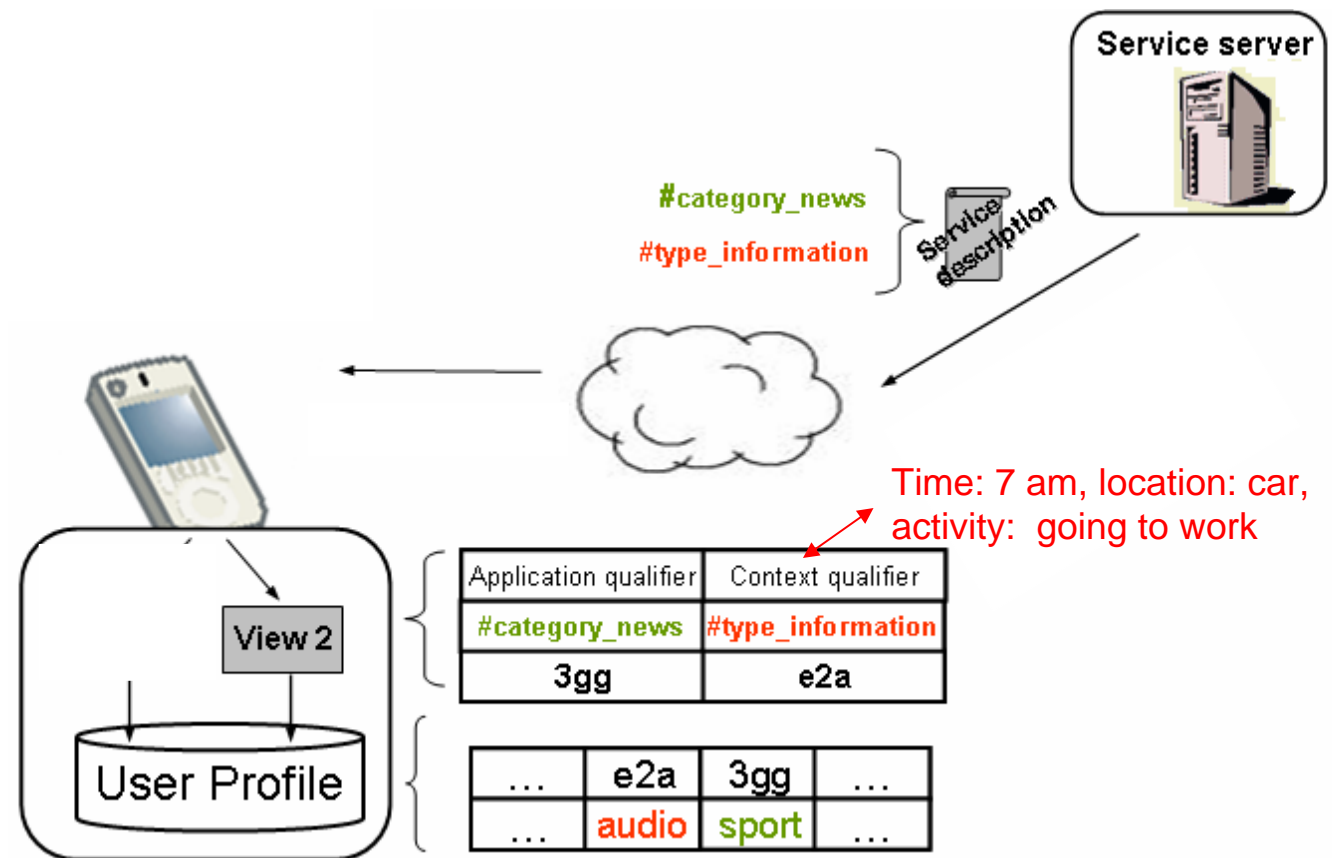 Service server
#category_news
#type_information
Service
description
Time: 7 am, location: car,
activity: going to work
Application qualifier Context qualifier
#category_news #type_information
3gg e2a
View 2
User Profile
... e2a 3gg ...
... audio sport ...